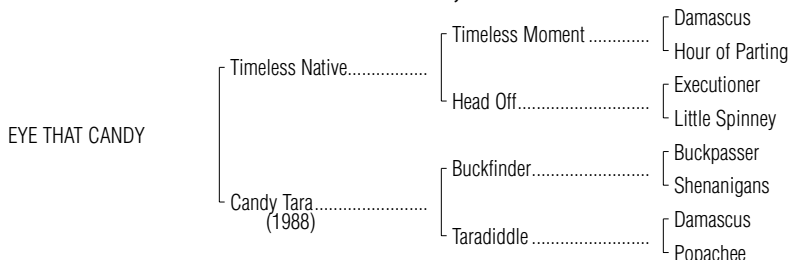 Damascus
Timeless Moment .............
Hour of Parting
Timeless Native.................
Executioner
Head Off............................
Little Spinney
EYE THAT CANDY
Buckpasser
Buckfinder.........................
Shenanigans
Candy Tara........................
(1988)
Damascus
Taradiddle .........................
Popachee